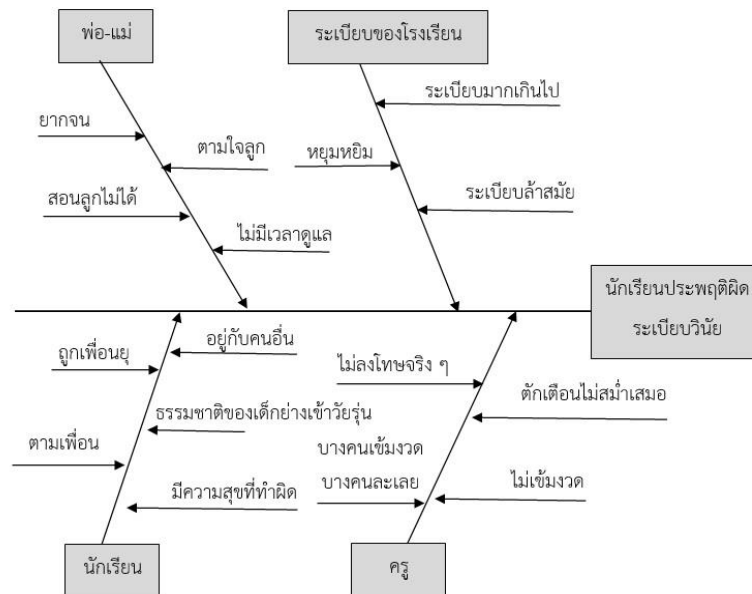 พ่อ-แม่
ระเบียบของโรงเรียน
ระเบียบมากเกินไป
ยากจน
ตามใจลูก
หยุมหยิม
สอนลูกไม่ได้
ระเบียบล้าสมัย
ไม่มีเวลาดูแล
นักเรียนประพฤติผิด
ระเบียบวินัย
อยู่กับคนอื่น
ถูกเพื่อนยุ
ไม่ลงโทษจริง ๆ
ตักเตือนไม่สม่ำเสมอ
ธรรมชาติของเด็กย่างเข้าวัยรุ่น
ตามเพื่อน
บางคนเข้มงวด
บางคนละเลย
ไม่เข้มงวด
มีความสุขที่ทำผิด
นักเรียน
ครู